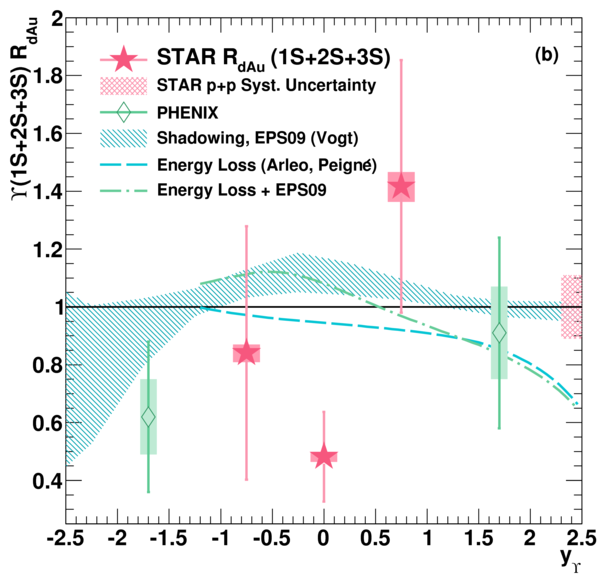 2
1.8
1.6
1.4
1.2
1
0.8
0.6
0.4
ϒ(1S+2S+3S) R_dAu
(b)
STAR R_dAu (1S+2S+3S)
STAR p+p Syst. Uncertainty
PHENIX
Shadowing, EPS09 (Vogt)
Energy Loss (Arleo, Peigné)
Energy Loss + EPS09
-2.5 -2 -1.5 -1 -0.5 0 0.5 1 1.5 2 2.5
y_ϒ